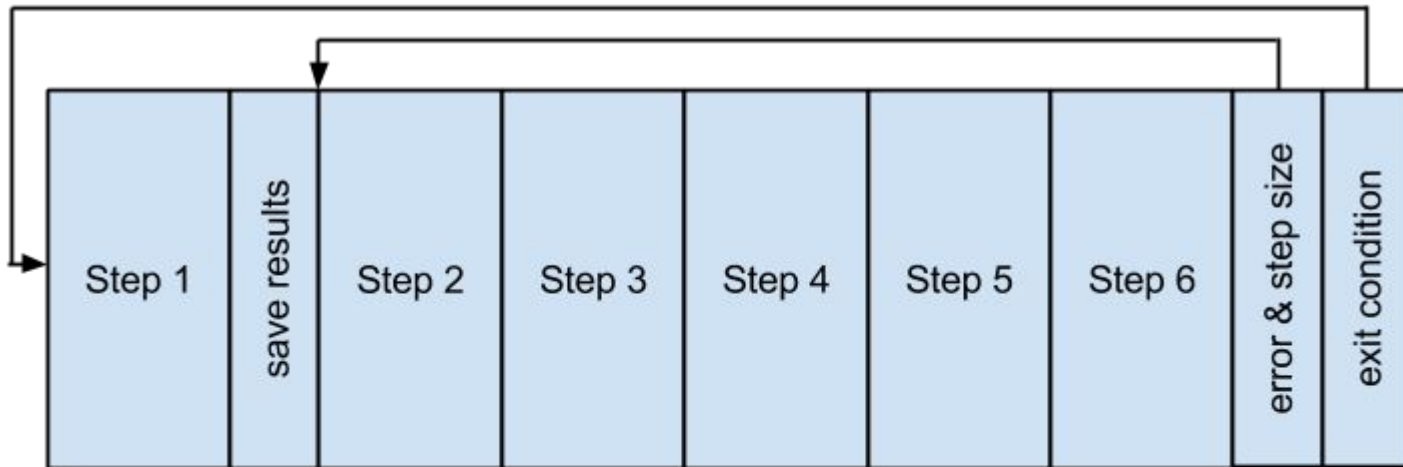 Step 1
save results
Step 2
Step 3
Step 4
Step 5
Step 6
error & step size
exit condition